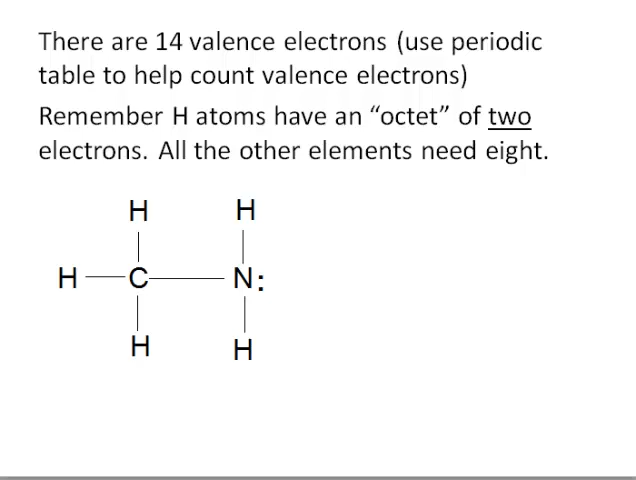 There are 14 valence electrons (use periodic
table to help count valence electrons)
Remember H atoms have an “octet” of two
electrons. All the other elements need eight.
H H
H C N:
H H